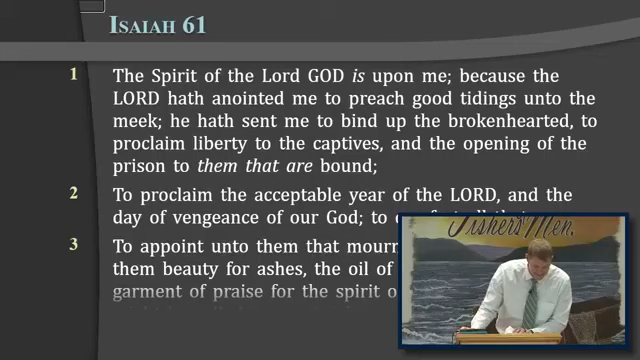 ISAIAH 61
1 The Spirit of the Lord GOD is upon me; because the
LORD hath anointed me to preach good tidings unto the
meek; he hath sent me to bind up the brokenhearted, to
proclaim liberty to the captives, and the opening of the
prison to them that are bound;
2 To proclaim the acceptable year of the LORD, and the
day of vengeance of our God; to
3 To appoint unto them that mourn
them beauty for ashes, the oil of
garment of praise for the spirit o
Fishers Men.